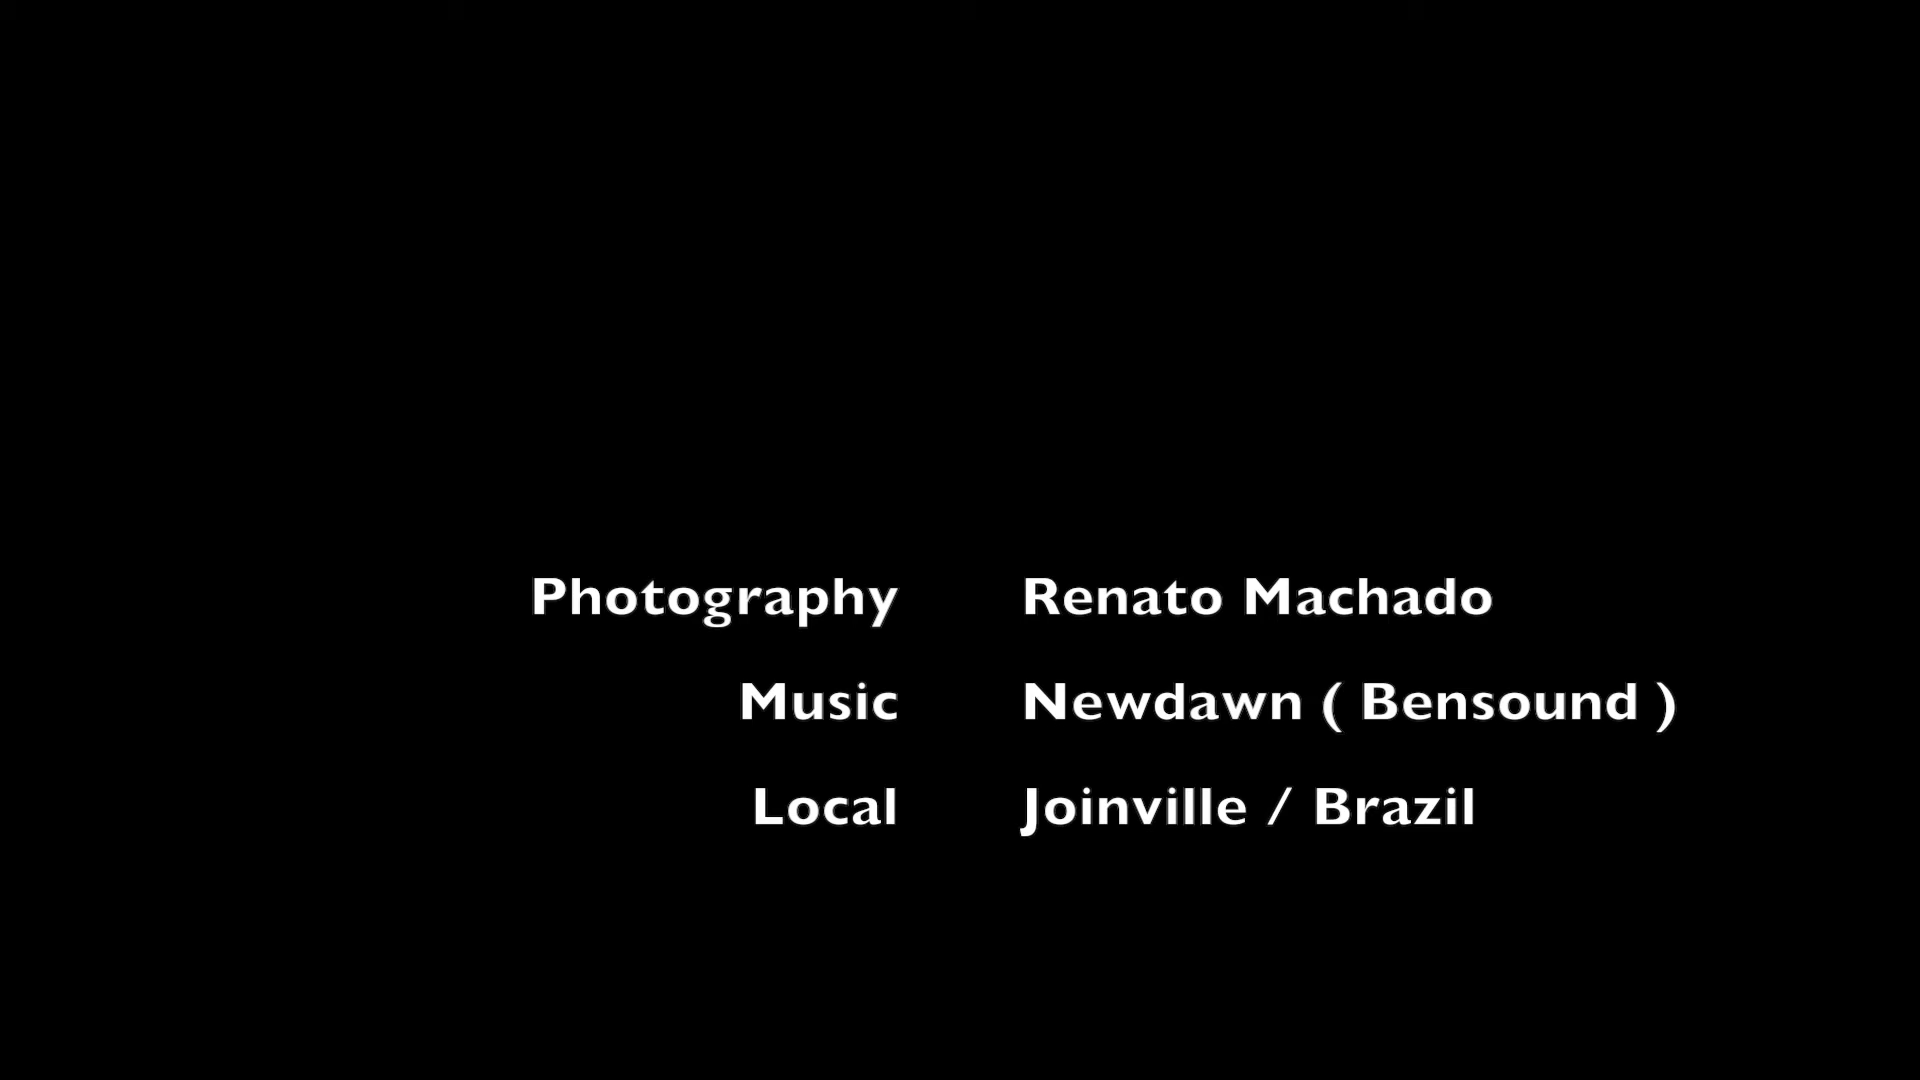 Photography Renato Machado
Music Newdawn ( Bensound )
Local Joinville / Brazil